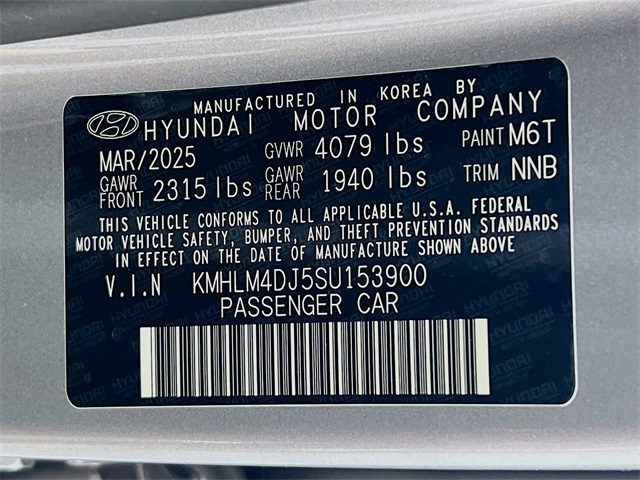 MANUFACTURED IN KOREA BY
HYUNDAI MOTOR COMPANY
MAR/2025 GVWR 4079 lbs PAINT M6T
GAWR FRONT 2315 lbs GAWR REAR 1940 lbs TRIM NNB
THIS VEHICLE CONFORMS TO ALL APPLICABLE U.S.A. FEDERAL
MOTOR VEHICLE SAFETY, BUMPER, AND THEFT PREVENTION STANDARDS
IN EFFECT ON THE DATE OF MANUFACTURE SHOWN ABOVE
V.I.N KMHLM4DJ5SU153900
PASSENGER CAR